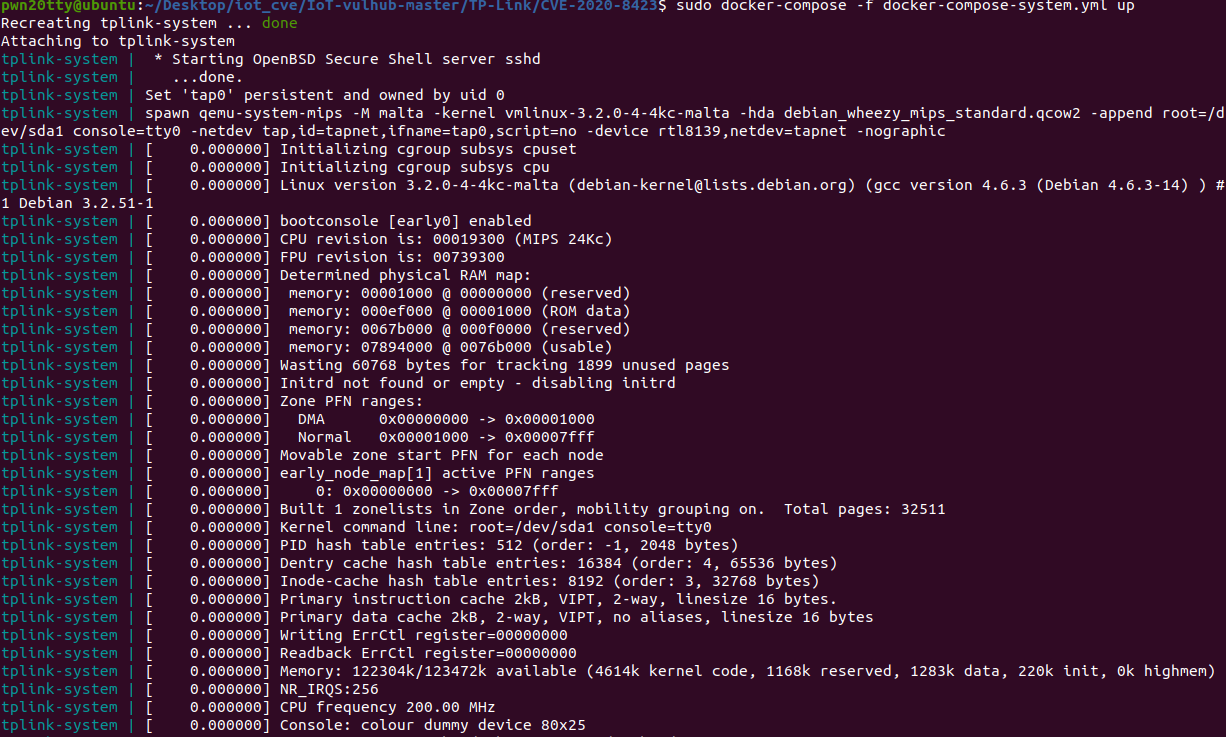 pwn20tty@ubuntu:~/Desktop/iot_cve/IoT-vulhub-master/TP-Link/CVE-2020-8423$ sudo docker-compose -f docker-compose-system.yml up
Recreating tplink-system ... done
Attaching to tplink-system
tplink-system |  * Starting OpenBSD Secure Shell server sshd
tplink-system |    ...done.
tplink-system | Set 'tap0' persistent and owned by uid 0
tplink-system | spawn qemu-system-mips -M malta -kernel vmlinux-3.2.0-4-4kc-malta -hda debian_wheezy_mips_standard.qcow2 -append root=/d
ev/sda1 console=tty0 -netdev tap,id=tapnet,ifname=tap0,script=no -device rtl8139,netdev=tapnet -nographic
tplink-system | [    0.000000] Initializing cgroup subsys cpuset
tplink-system | [    0.000000] Initializing cgroup subsys cpu
tplink-system | [    0.000000] Linux version 3.2.0-4-4kc-malta (debian-kernel@lists.debian.org) (gcc version 4.6.3 (Debian 4.6.3-14) ) #
1 Debian 3.2.51-1
tplink-system | [    0.000000] bootconsole [early0] enabled
tplink-system | [    0.000000] CPU revision is: 00019300 (MIPS 24Kc)
tplink-system | [    0.000000] FPU revision is: 00739300
tplink-system | [    0.000000] Determined physical RAM map:
tplink-system | [    0.000000]  memory: 00001000 @ 00000000 (reserved)
tplink-system | [    0.000000]  memory: 000ef000 @ 00001000 (ROM data)
tplink-system | [    0.000000]  memory: 0067b000 @ 000f0000 (reserved)
tplink-system | [    0.000000]  memory: 07894000 @ 0076b000 (usable)
tplink-system | [    0.000000] Wasting 60768 bytes for tracking 1899 unused pages
tplink-system | [    0.000000] Initrd not found or empty - disabling initrd
tplink-system | [    0.000000] Zone PFN ranges:
tplink-system | [    0.000000]   DMA      0x00000000 -> 0x00001000
tplink-system | [    0.000000]   Normal   0x00001000 -> 0x00007fff
tplink-system | [    0.000000] Movable zone start PFN for each node
tplink-system | [    0.000000] early_node_map[1] active PFN ranges
tplink-system | [    0.000000]     0: 0x00000000 -> 0x00007fff
tplink-system | [    0.000000] Built 1 zonelists in Zone order, mobility grouping on.  Total pages: 32511
tplink-system | [    0.000000] Kernel command line: root=/dev/sda1 console=tty0
tplink-system | [    0.000000] PID hash table entries: 512 (order: -1, 2048 bytes)
tplink-system | [    0.000000] Dentry cache hash table entries: 16384 (order: 4, 65536 bytes)
tplink-system | [    0.000000] Inode-cache hash table entries: 8192 (order: 3, 32768 bytes)
tplink-system | [    0.000000] Primary instruction cache 2kB, VIPT, 2-way, linesize 16 bytes.
tplink-system | [    0.000000] Primary data cache 2kB, 2-way, VIPT, no aliases, linesize 16 bytes
tplink-system | [    0.000000] Writing ErrCtl register=00000000
tplink-system | [    0.000000] Readback ErrCtl register=00000000
tplink-system | [    0.000000] Memory: 122304k/123472k available (4614k kernel code, 1168k reserved, 1283k data, 220k init, 0k highmem)
tplink-system | [    0.000000] NR_IRQS:256
tplink-system | [    0.000000] CPU frequency 200.00 MHz
tplink-system | [    0.000000] Console: colour dummy device 80x25